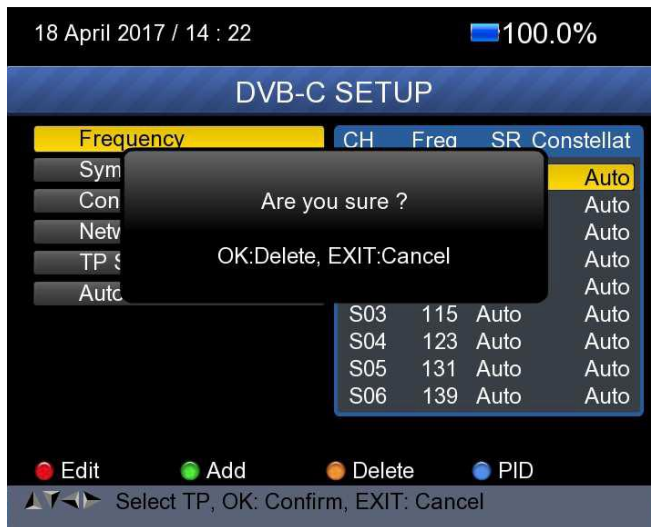 18 April 2017 / 14 : 22 100.0%
DVB-C SETUP
Frequency
CH Freq SR Constellat
Auto
Auto
Auto
Auto
Auto
Are you sure ?
OK:Delete, EXIT:Cancel
S03 115 Auto Auto
S04 123 Auto Auto
S05 131 Auto Auto
S06 139 Auto Auto
Edit Add Delete PID
Select TP, OK: Confirm, EXIT: Cancel